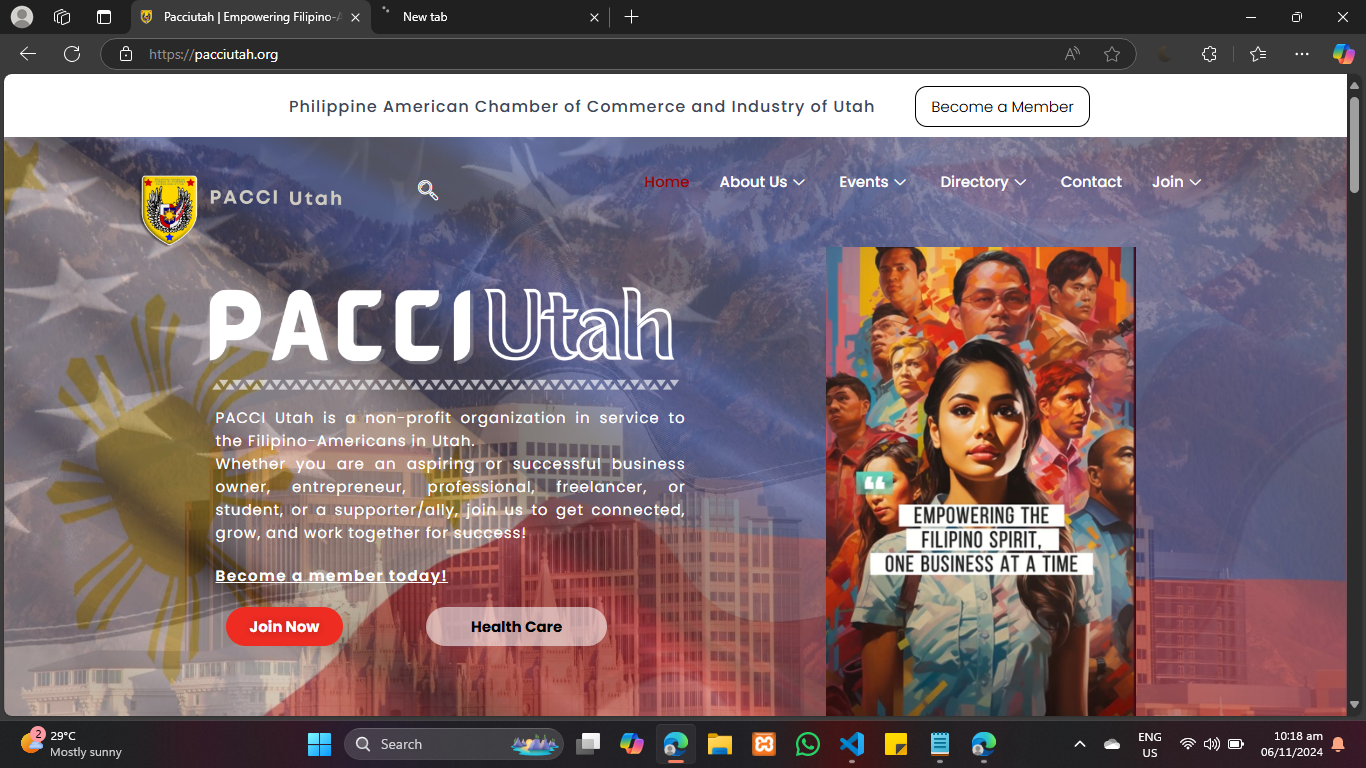 Pacciutah | Empowering Filipino-A
New tab
https://pacciutah.org
Philippine American Chamber of Commerce and Industry of Utah
Become a Member
PACCI Utah
Home
About Us
Events
Directory
Contact
Join
PACCI Utah
PACCI Utah is a non-profit organization in service to
the Filipino-Americans in Utah.
Whether you are an aspiring or successful business
owner, entrepreneur, professional, freelancer, or
student, or a supporter/ally, join us to get connected,
grow, and work together for success!
Become a member today!
Join Now
Health Care
“
EMPOWERING THE
FILIPINO SPIRIT,
ONE BUSINESS AT A TIME
2
29°C
Mostly sunny
Search
ENG
US
10:18 am
06/11/2024